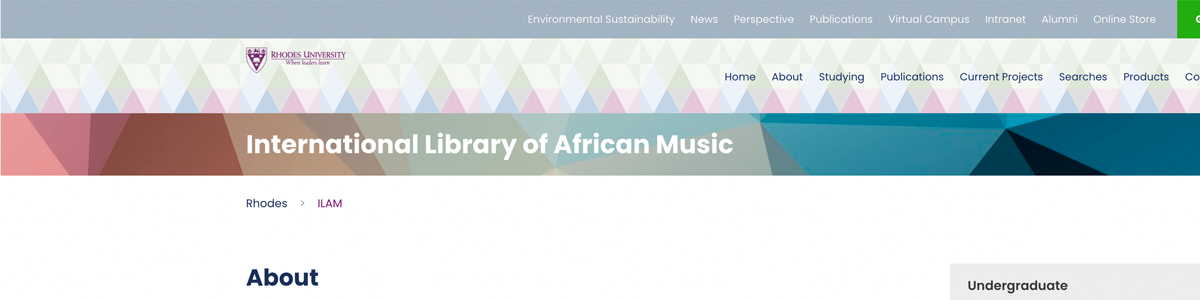 Environmental Sustainability News Perspective Publications Virtual Campus Intranet Alumni Online Store
RHODES UNIVERSITY
Where leaders learn
Home About Studying Publications Current Projects Searches Products Co
International Library of African Music
Rhodes > ILAM
About
Undergraduate